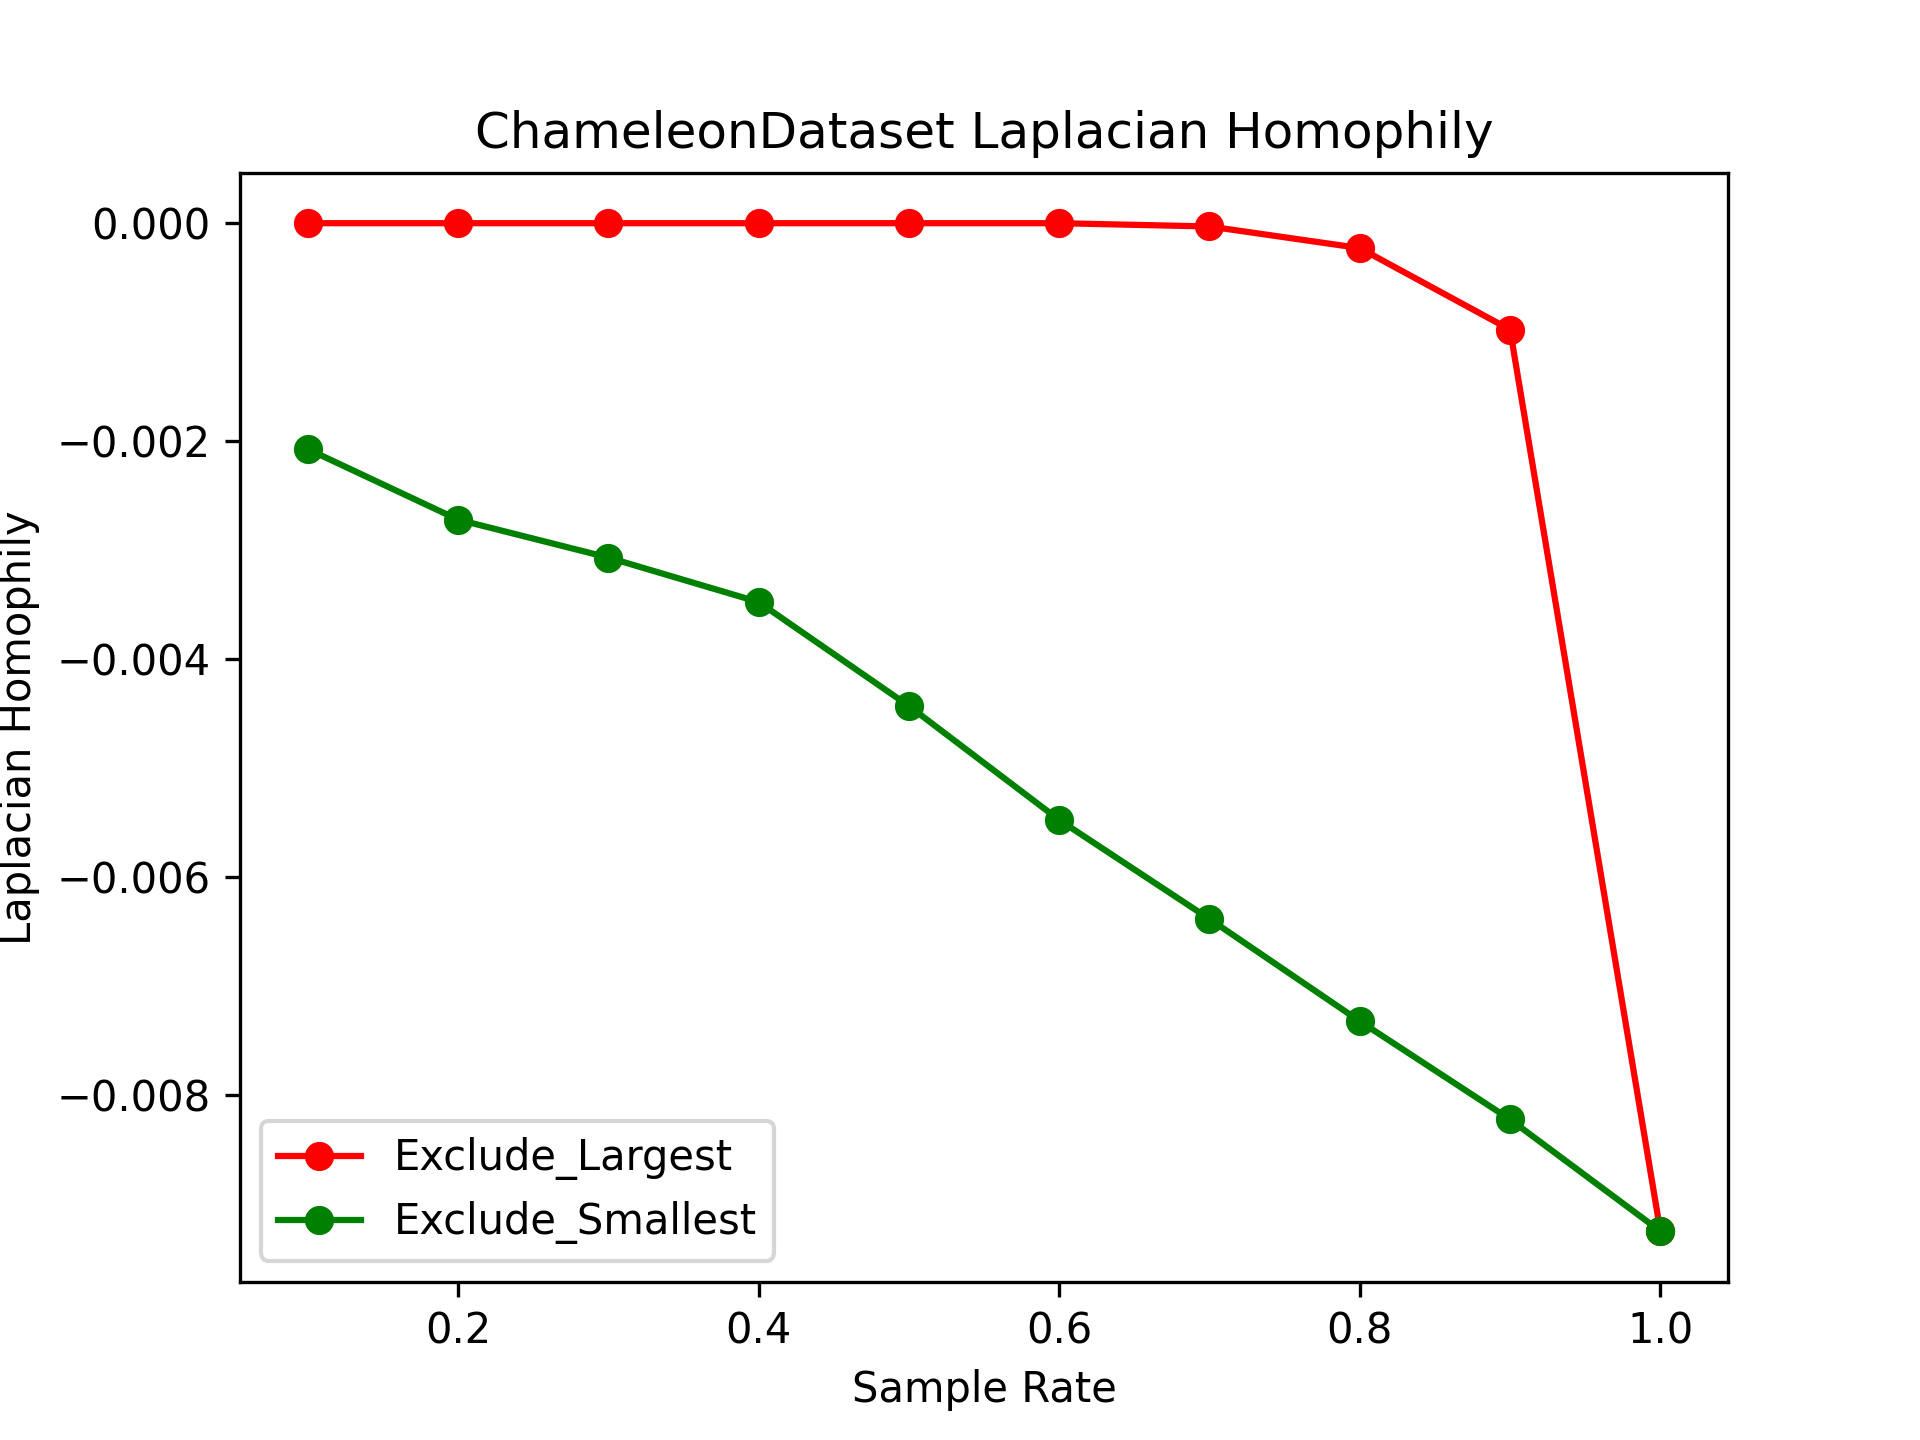 ChameleonDataset Laplacian Homophily
0.000
−0.002
−0.004
−0.006
−0.008
Laplacian Homophily
Exclude_Largest
Exclude_Smallest
0.2 0.4 0.6 0.8 1.0
Sample Rate